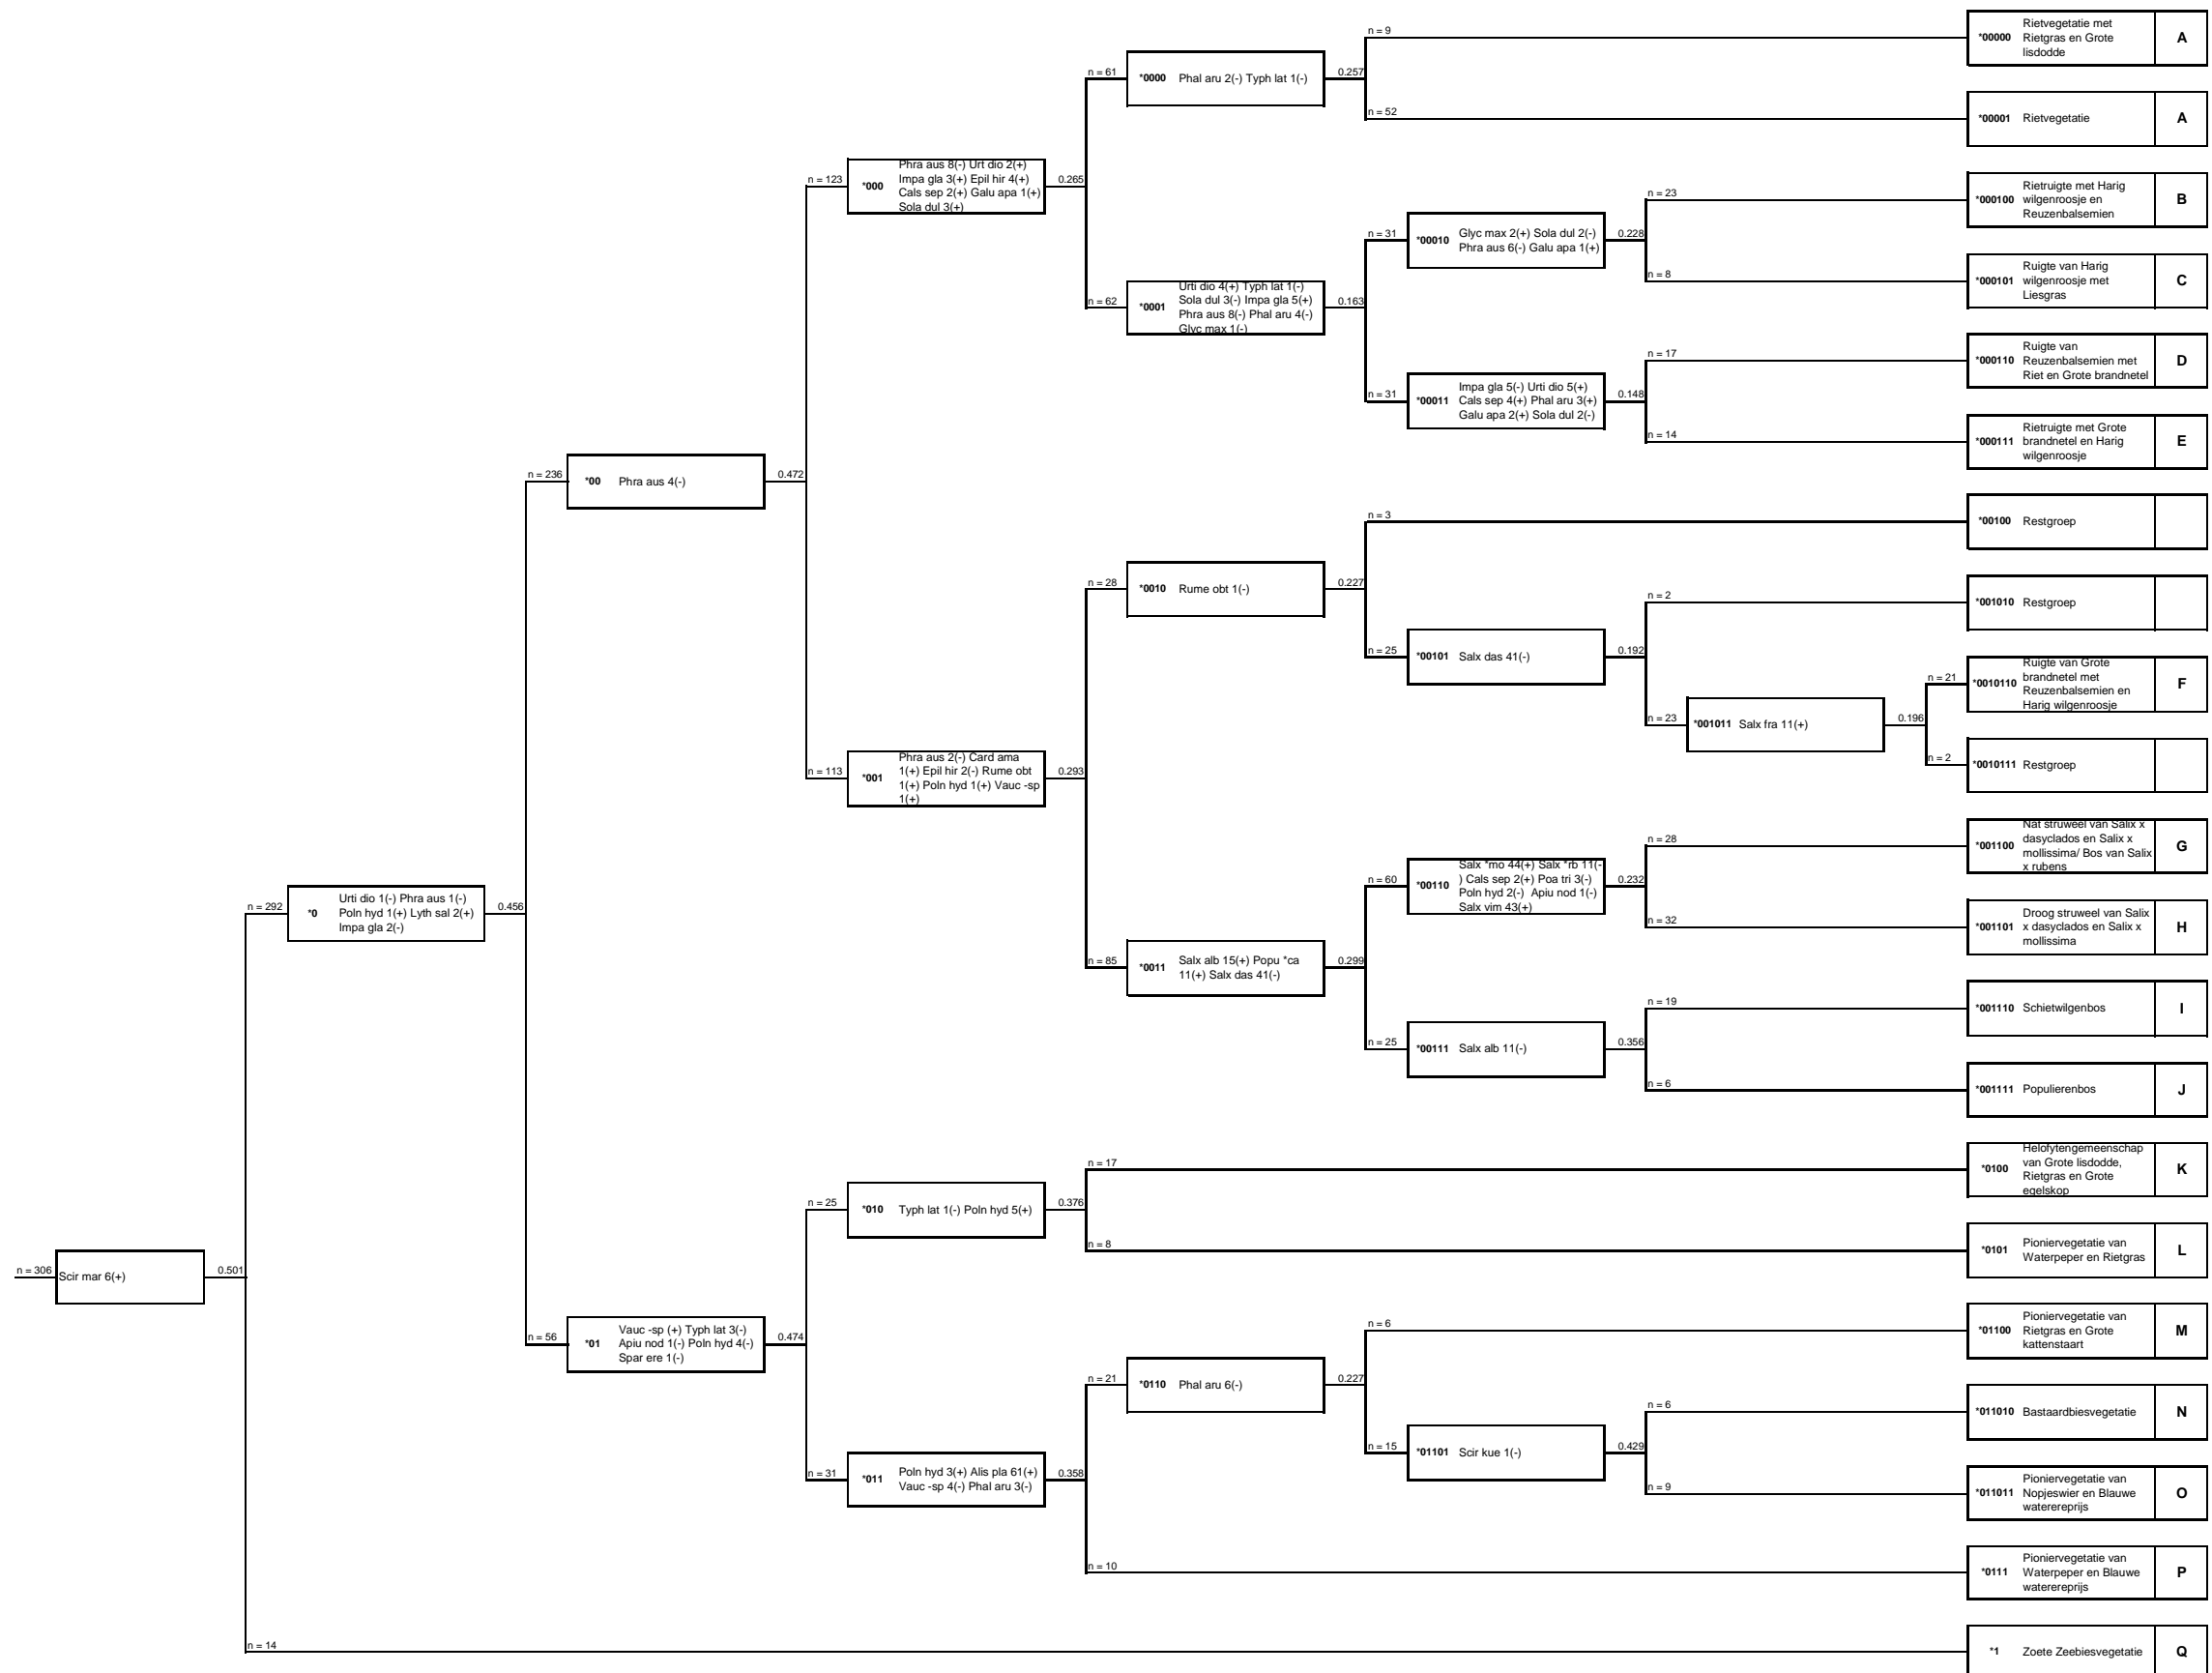 n = 306
Scir mar 6(+)
0.501
n = 292
*0
Urti dio 1(-) Phra aus 1(-)
Poln hyd 1(+) Lyth sal 2(+)
Impa gla 2(-)
0.456
n = 14
n = 236
*00
Phra aus 4(-)
0.472
n = 56
*01
Vauc -sp (+) Typh lat 3(-)
Apiu nod 1(-) Poln hyd 4(-)
Spar ere 1(-)
0.474
n = 123
*000
Phra aus 8(-) Urt dio 2(+)
Impa gla 3(+) Epil hir 4(+)
Cals sep 2(+) Galu apa 1(+)
Sola dul 3(+)
0.265
n = 113
*001
Phra aus 2(-) Card ama
1(+) Epil hir 2(-) Rume obt
1(+) Poln hyd 1(+) Vauc -sp
1(+)
0.293
n = 25
*010
Typh lat 1(-) Poln hyd 5(+)
0.376
n = 31
*011
Poln hyd 3(+) Alis pla 61(+)
Vauc -sp 4(-) Phal aru 3(-)
0.358
n = 61
*0000
Phal aru 2(-) Typh lat 1(-)
0.257
n = 62
*0001
Urti dio 4(+) Typh lat 1(-)
Sola dul 3(-) Impa gla 5(+)
Phra aus 8(-) Phal aru 4(-)
Glyc max 1(-)
0.163
n = 28
*0010
Rume obt 1(-)
0.227
n = 85
*0011
Salx alb 15(+) Popu *ca
11(+) Salx das 41(-)
0.299
n = 17
n = 8
n = 21
*0110
Phal aru 6(-)
0.227
n = 10
n = 9
n = 52
n = 31
*00010
Glyc max 2(+) Sola dul 2(-)
Phra aus 6(-) Galu apa 1(+)
0.228
n = 31
*00011
Impa gla 5(-) Urti dio 5(+)
Cals sep 4(+) Phal aru 3(+)
Galu apa 2(+) Sola dul 2(-)
0.148
n = 3
n = 25
*00101
Salx das 41(-)
0.192
n = 60
*00110
Salx *mo 44(+) Salx *rb 11(-
) Cals sep 2(+) Poa tri 3(-)
Poln hyd 2(-) Apiu nod 1(-)
Salx vim 43(+)
0.232
n = 25
*00111
Salx alb 11(-)
0.356
n = 6
n = 15
*01101
Scir kue 1(-)
0.429
n = 23
n = 8
n = 17
n = 14
n = 2
n = 23
*001011
Salx fra 11(+)
0.196
n = 21
n = 2
n = 28
n = 32
n = 19
n = 6
n = 6
n = 9
*00000
Rietvegetatie met
Rietgras en Grote
lisdodde
A
*00001
Rietvegetatie
A
*000100
Rietruigte met Harig
wilgenroosje en
Reuzenbalsemien
B
*000101
Ruigte van Harig
wilgenroosje met
Liesgras
C
*000110
Ruigte van
Reuzenbalsemien met
Riet en Grote brandnetel
D
*000111
Rietruigte met Grote
brandnetel en Harig
wilgenroosje
E
*00100
Restgroep
*001010
Restgroep
*0010110
Ruigte van Grote
brandnetel met
Reuzenbalsemien en
Harig wilgenroosje
F
*0010111
Restgroep
*001100
Nat struweel van Salix x
dasyclados en Salix x
mollissima/ Bos van Salix
x rubens
G
*001101
Droog struweel van Salix
x dasyclados en Salix x
mollissima
H
*001110
Schietwilgenbos
I
*001111
Populierenbos
J
*0100
Helofytengemeenschap
van Grote lisdodde,
Rietgras en Grote
egelskop
K
*0101
Pioniervegetatie van
Waterpeper en Rietgras
L
*01100
Pioniervegetatie van
Rietgras en Grote
kattenstaart
M
*011010
Bastaardbiesvegetatie
N
*011011
Pioniervegetatie van
Nopjeswier en Blauwe
waterereprijs
O
*0111
Pioniervegetatie van
Waterpeper en Blauwe
waterereprijs
P
*1
Zoete Zeebiesvegetatie
Q